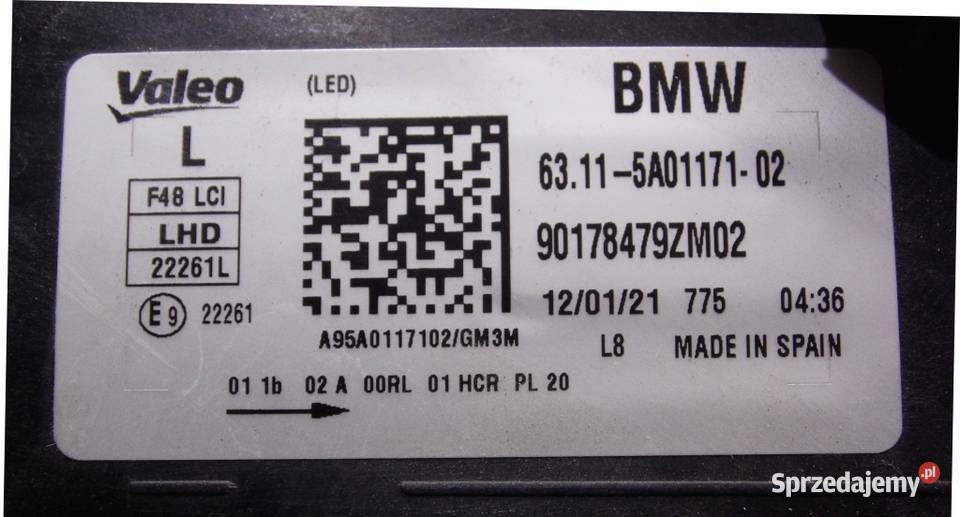 Valeo (LED) BMW
L
63.11-5A01171-02
F48 LCI
LHD
90178479ZM02
22261L
12/01/21 775 04:36
E9 22261
A95A0117102/GM3M
L8 MADE IN SPAIN
01 1b 02 A 00RL 01 HCR PL 20
Sprzedajemy.pl